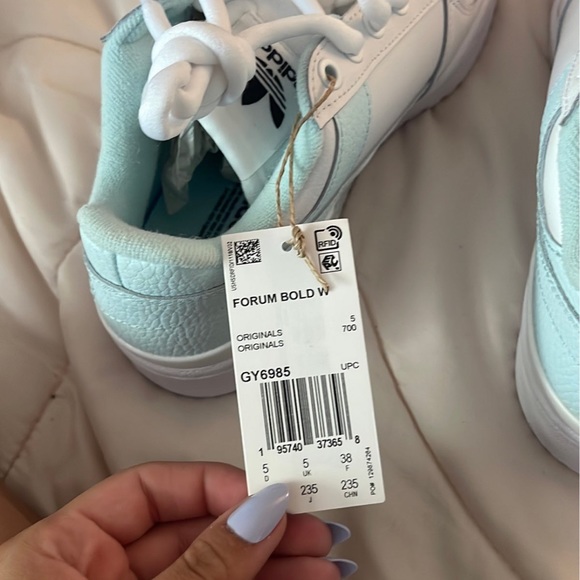 adidas
RFID
FORUM BOLD W
5
ORIGINALS 700
ORIGINALS
GY6985 UPC
1 95740 37365 8
5 5 38
D UK F
235 235
J CHN